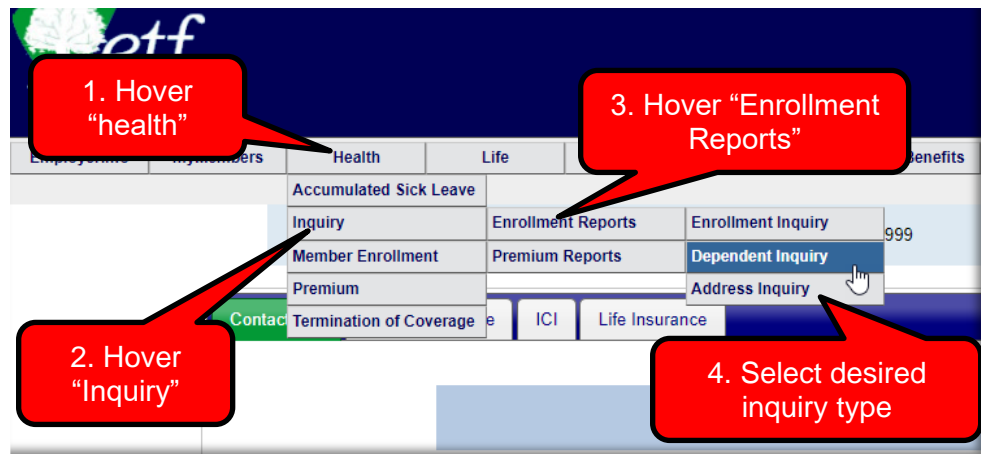 etf
1. Hover
"health"
3. Hover “Enrollment
Reports”
Health
Life
Benefits
Accumulated Sick Leave
Inquiry
Enrollment Reports
Enrollment Inquiry
999
Member Enrollment
Premium Reports
Dependent Inquiry
Premium
Address Inquiry
Termination of Coverage
ICI
Life Insurance
2. Hover
“Inquiry”
4. Select desired
inquiry type